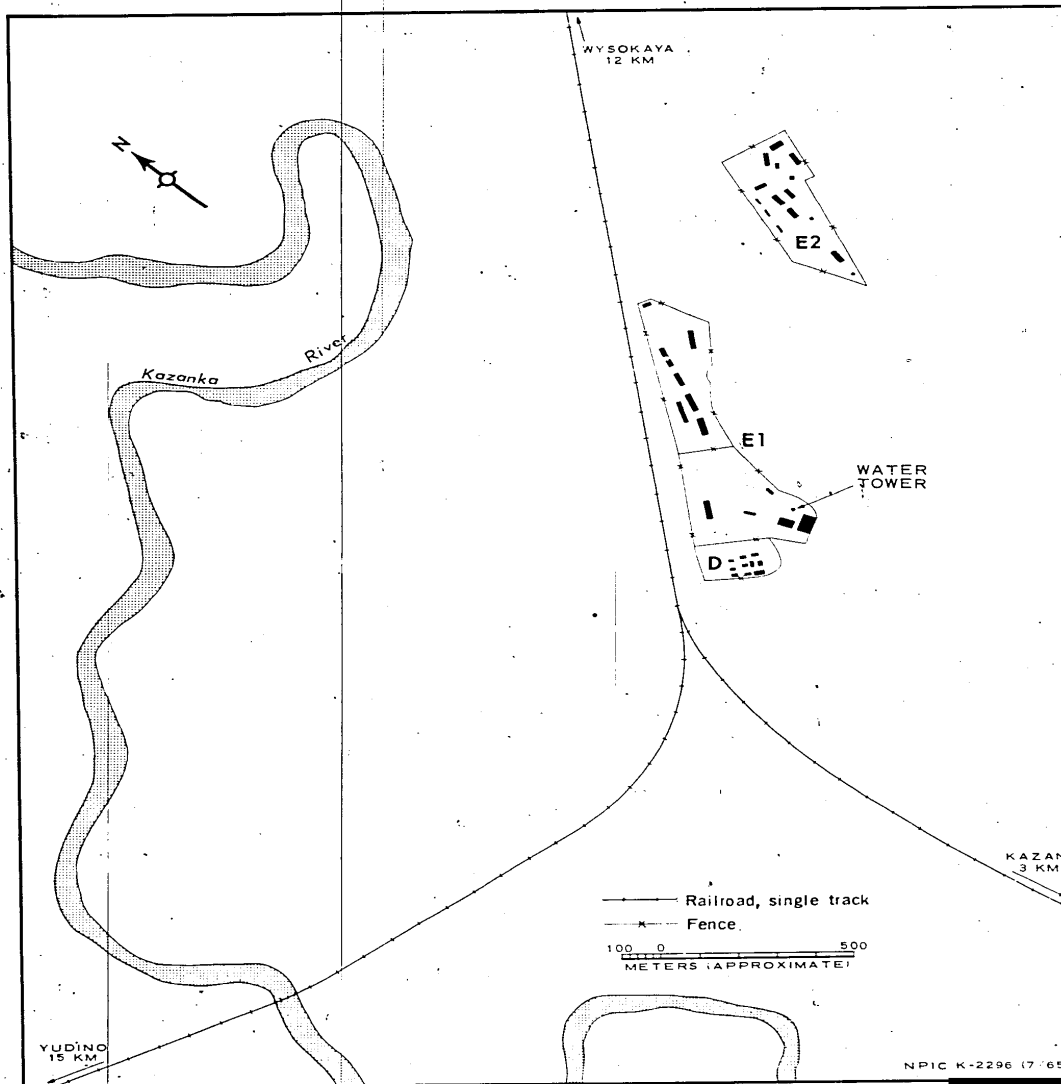 WYSOKAYA
12 KM
N
E2
Kazanka River
E1
WATER
TOWER
D
KAZAN
3 KM
Railroad, single track
Fence
100 0 500
METERS (APPROXIMATE)
YUDINO
15 KM
NPIC K-2296 (7/65